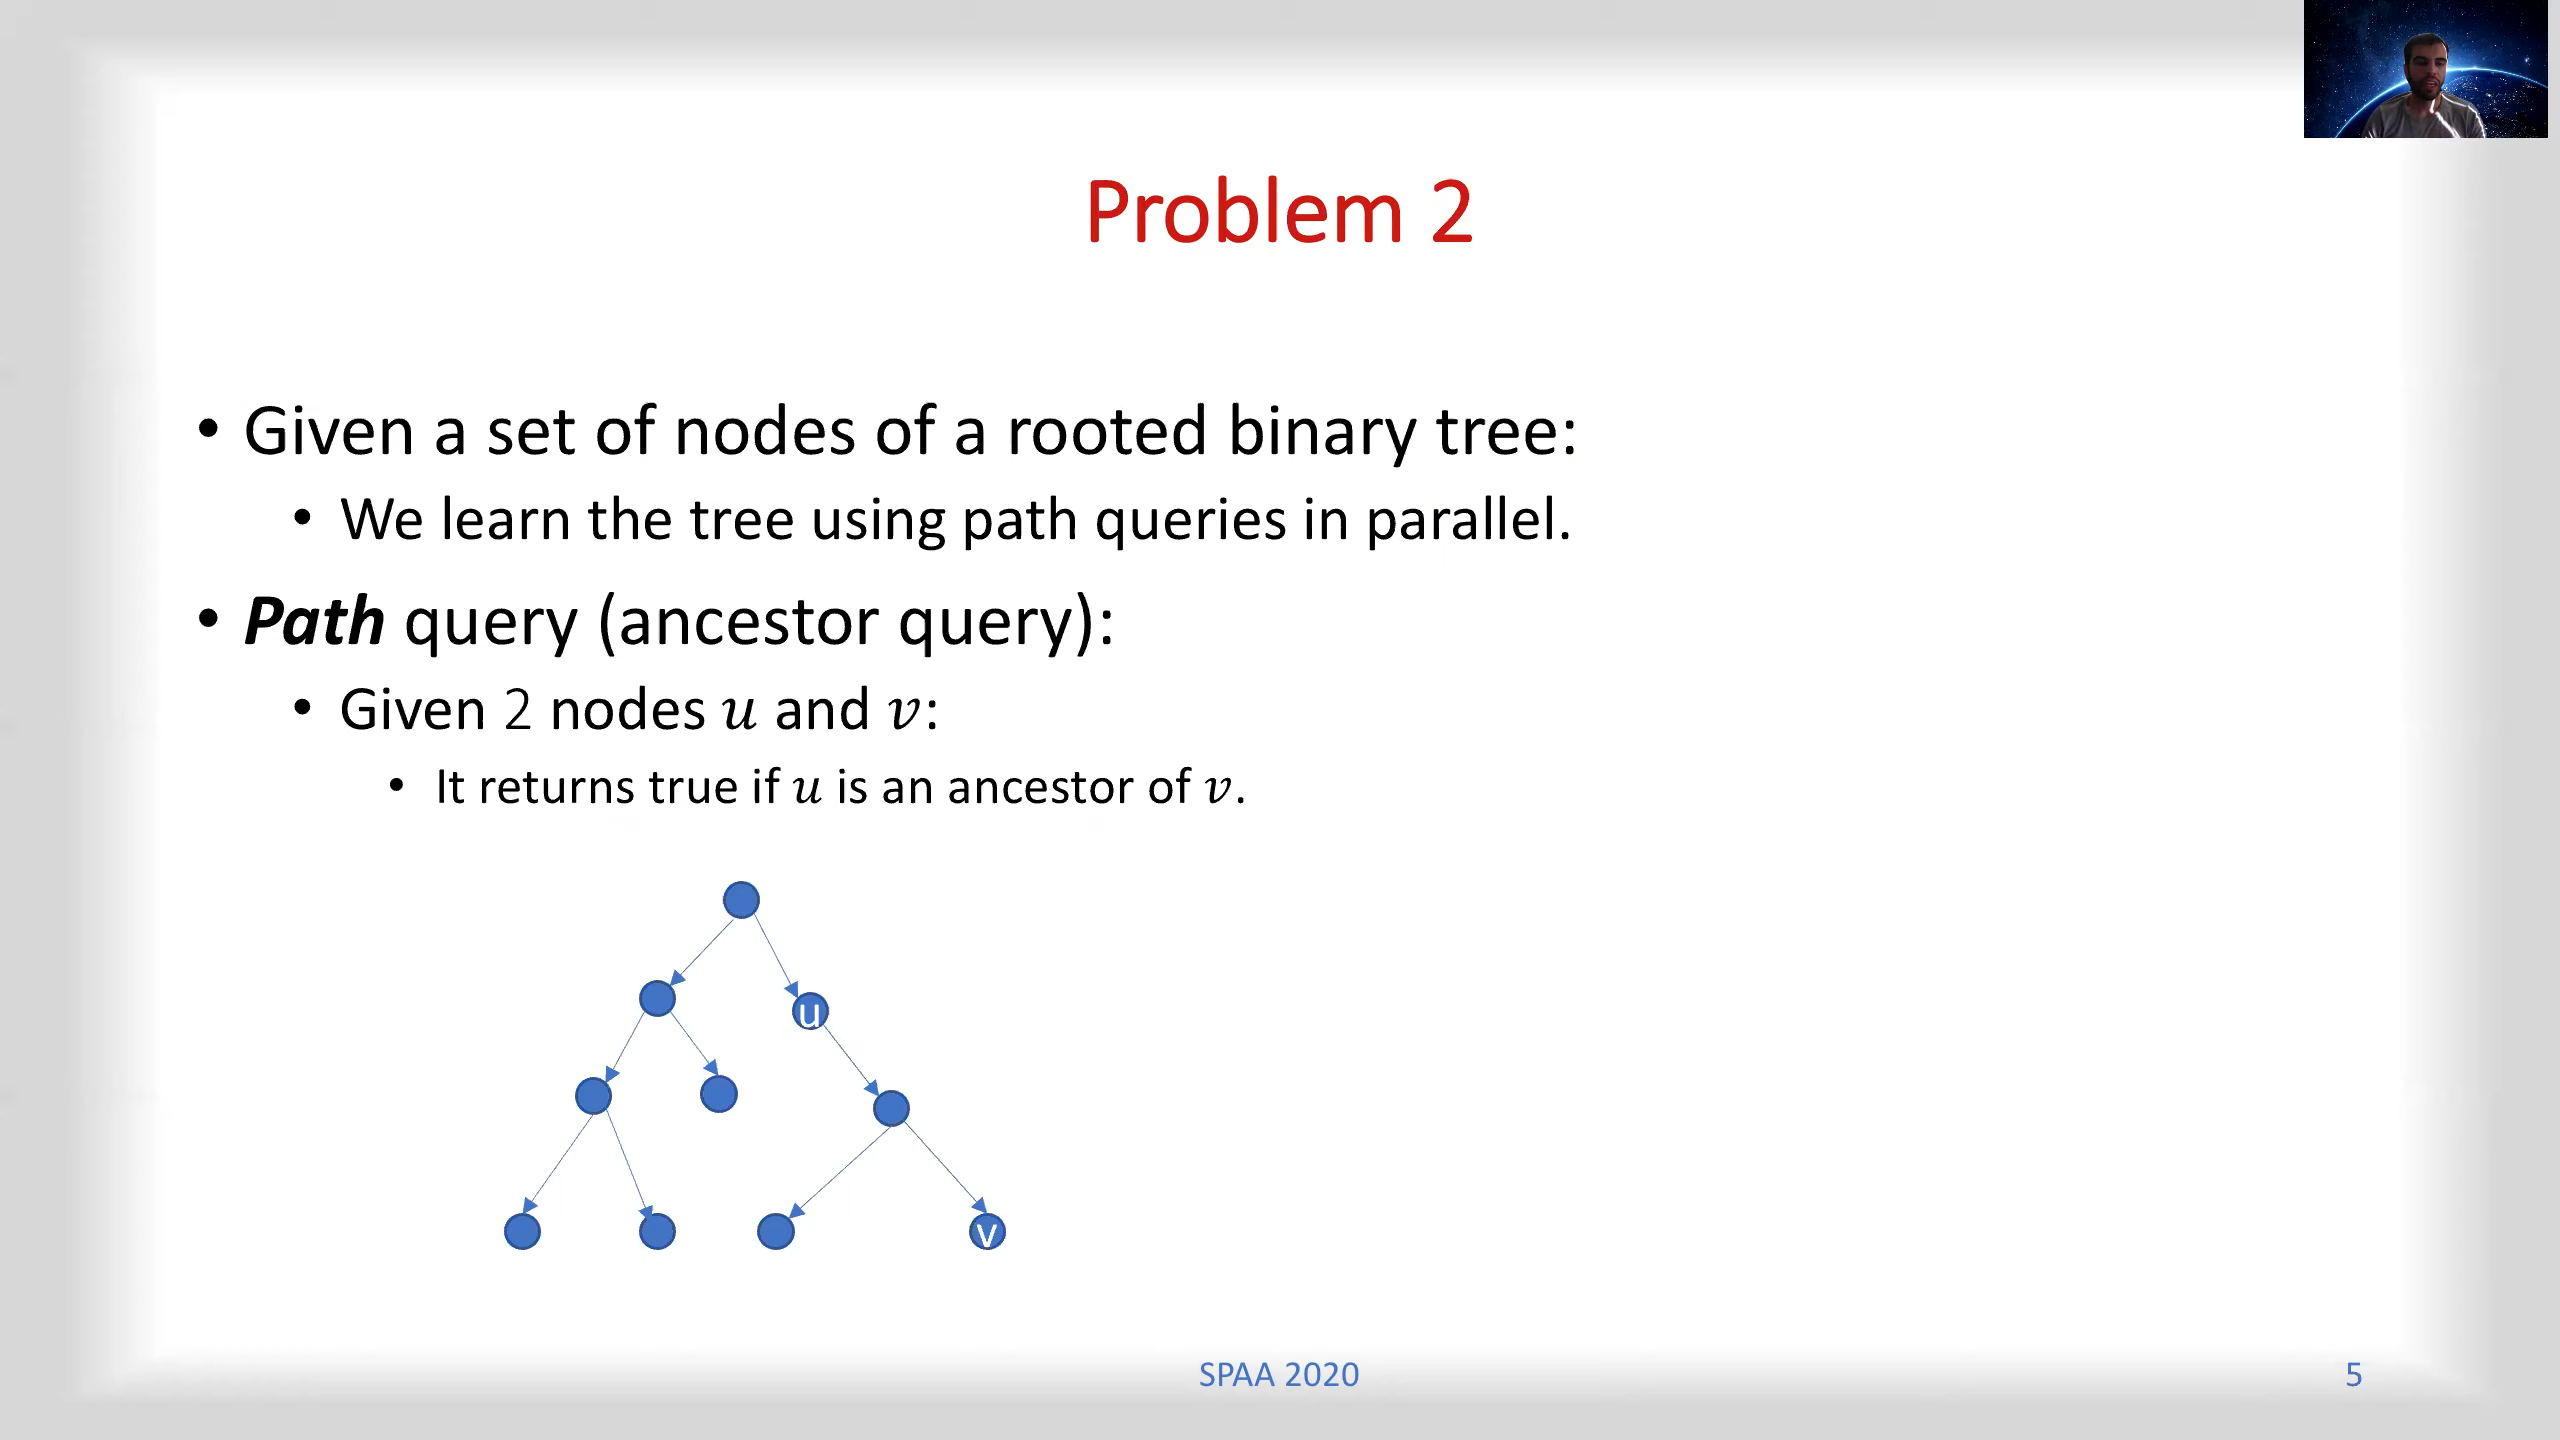 Problem 2
• Given a set of nodes of a rooted binary tree:
• We learn the tree using path queries in parallel.
• Path query (ancestor query):
• Given 2 nodes 𝑢 and 𝑣:
• It returns true if 𝑢 is an ancestor of 𝑣.
u
v
SPAA 2020
5